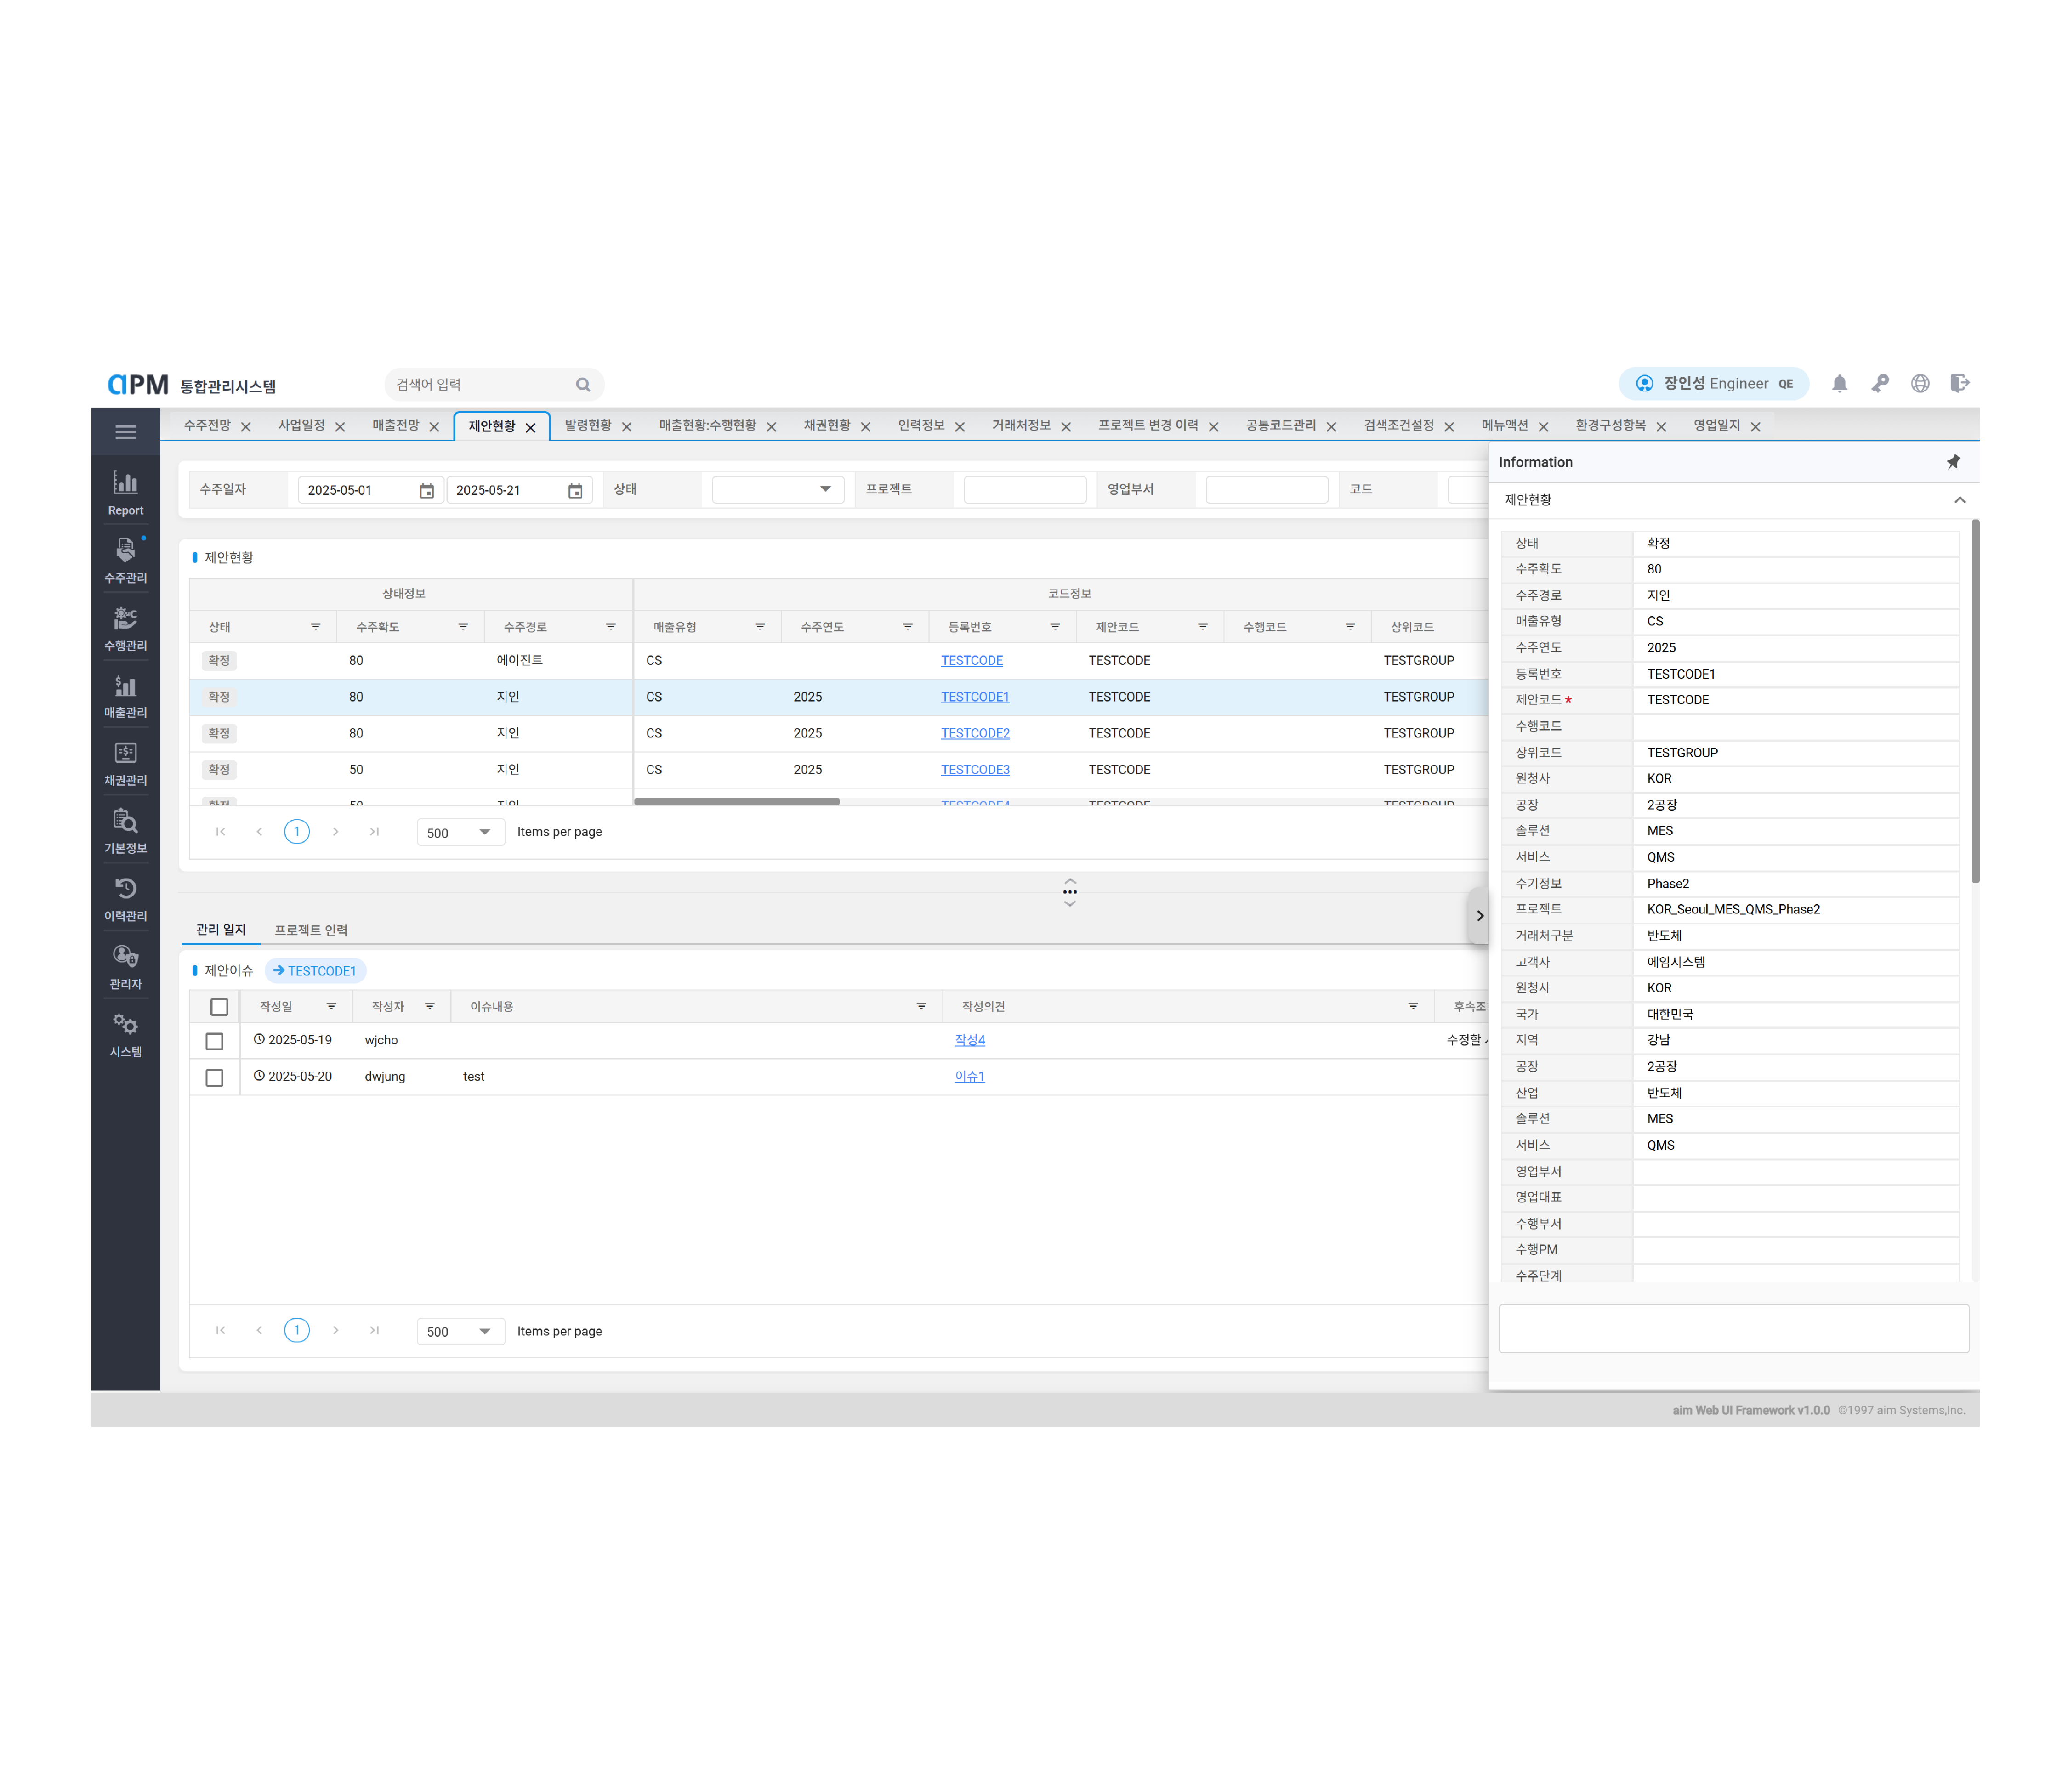 aPM 통합관리시스템
검색어 입력
장인성 Engineer QE
수주전망 사업일정 매출전망 제안현황 발령현황 매출현황:수행현황 채권현황 인력정보 거래처정보 프로젝트 변경 이력 공통코드관리 검색조건설정 메뉴액션 환경구성항목 영업일지
Report
수주관리
수행관리
매출관리
채권관리
기본정보
이력관리
관리자
시스템
수주일자 2025-05-01 2025-05-21 상태 프로젝트 영업부서 코드
제안현황
상태정보 코드정보
상태 수주확도 수주경로 매출유형 수주연도 등록번호 제안코드 수행코드 상위코드
확정 80 에이전트 CS TESTCODE TESTCODE TESTGROUP
확정 80 지인 CS 2025 TESTCODE1 TESTCODE TESTGROUP
확정 80 지인 CS 2025 TESTCODE2 TESTCODE TESTGROUP
확정 50 지인 CS 2025 TESTCODE3 TESTCODE TESTGROUP
확정 50 지인 TESTCODE4 TESTCODE TESTGROUP
1 500 Items per page
관리 일지 프로젝트 인력
제안이슈 TESTCODE1
작성일 작성자 이슈내용 작성의견
2025-05-19 wjcho 작성4 수정할
2025-05-20 dwjung test 이슈1
1 500 Items per page
Information
제안현황
상태 확정
수주확도 80
수주경로 지인
매출유형 CS
수주연도 2025
등록번호 TESTCODE1
제안코드 * TESTCODE
수행코드
상위코드 TESTGROUP
원청사 KOR
공장 2공장
솔루션 MES
서비스 QMS
수기정보 Phase2
프로젝트 KOR_Seoul_MES_QMS_Phase2
거래처구분 반도체
고객사 에임시스템
원청사 KOR
국가 대한민국
지역 강남
공장 2공장
산업 반도체
솔루션 MES
서비스 QMS
영업부서
영업대표
수행부서
수행PM
수주단계
aim Web UI Framework v1.0.0 ©1997 aim Systems,Inc.